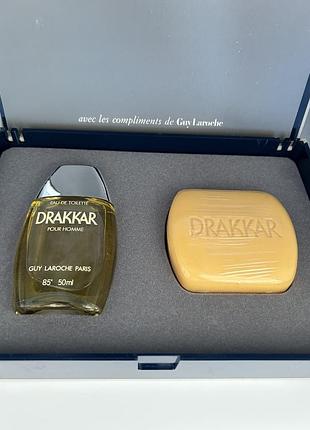 avec les compliments de Guy Laroche
EAU DE TOILETTE
DRAKKAR
POUR HOMME
GUY LAROCHE PARIS
85° 50ml
DRAKKAR